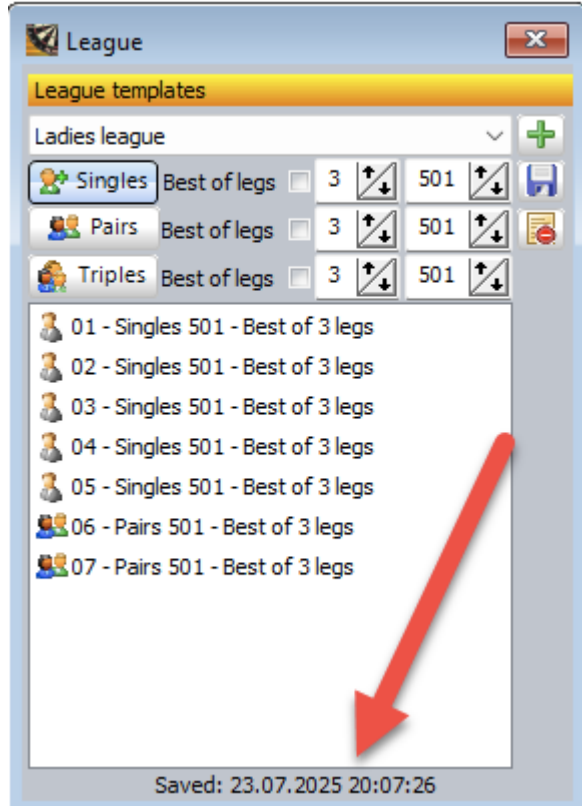 League
League templates
Ladies league
Singles Best of legs 3 501
Pairs Best of legs 3 501
Triples Best of legs 3 501
01 - Singles 501 - Best of 3 legs
02 - Singles 501 - Best of 3 legs
03 - Singles 501 - Best of 3 legs
04 - Singles 501 - Best of 3 legs
05 - Singles 501 - Best of 3 legs
06 - Pairs 501 - Best of 3 legs
07 - Pairs 501 - Best of 3 legs
Saved: 23.07.2025 20:07:26